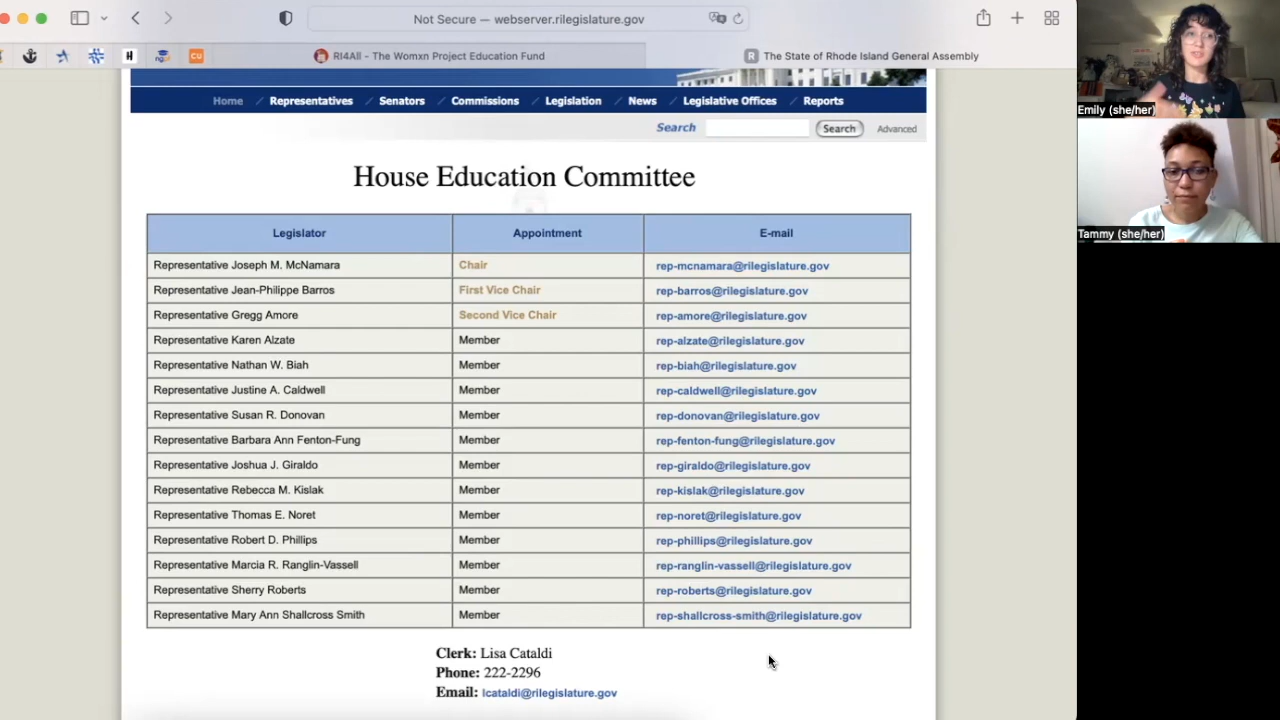 Not Secure — webserver.rilegislature.gov
H
CU
RI4All - The Womxn Project Education Fund
R The State of Rhode Island General Assembly
Home / Representatives / Senators / Commissions / Legislation / News / Legislative Offices / Reports
Search Search Advanced
House Education Committee
Legislator Appointment E-mail
Representative Joseph M. McNamara Chair rep-mcnamara@rilegislature.gov
Representative Jean-Philippe Barros First Vice Chair rep-barros@rilegislature.gov
Representative Gregg Amore Second Vice Chair rep-amore@rilegislature.gov
Representative Karen Alzate Member rep-alzate@rilegislature.gov
Representative Nathan W. Biah Member rep-biah@rilegislature.gov
Representative Justine A. Caldwell Member rep-caldwell@rilegislature.gov
Representative Susan R. Donovan Member rep-donovan@rilegislature.gov
Representative Barbara Ann Fenton-Fung Member rep-fenton-fung@rilegislature.gov
Representative Joshua J. Giraldo Member rep-giraldo@rilegislature.gov
Representative Rebecca M. Kislak Member rep-kislak@rilegislature.gov
Representative Thomas E. Noret Member rep-noret@rilegislature.gov
Representative Robert D. Phillips Member rep-phillips@rilegislature.gov
Representative Marcia R. Ranglin-Vassell Member rep-ranglin-vassell@rilegislature.gov
Representative Sherry Roberts Member rep-roberts@rilegislature.gov
Representative Mary Ann Shallcross Smith Member rep-shallcross-smith@rilegislature.gov
Clerk: Lisa Cataldi
Phone: 222-2296
Email: lcataldi@rilegislature.gov
Emily (she/her)
Tammy (she/her)